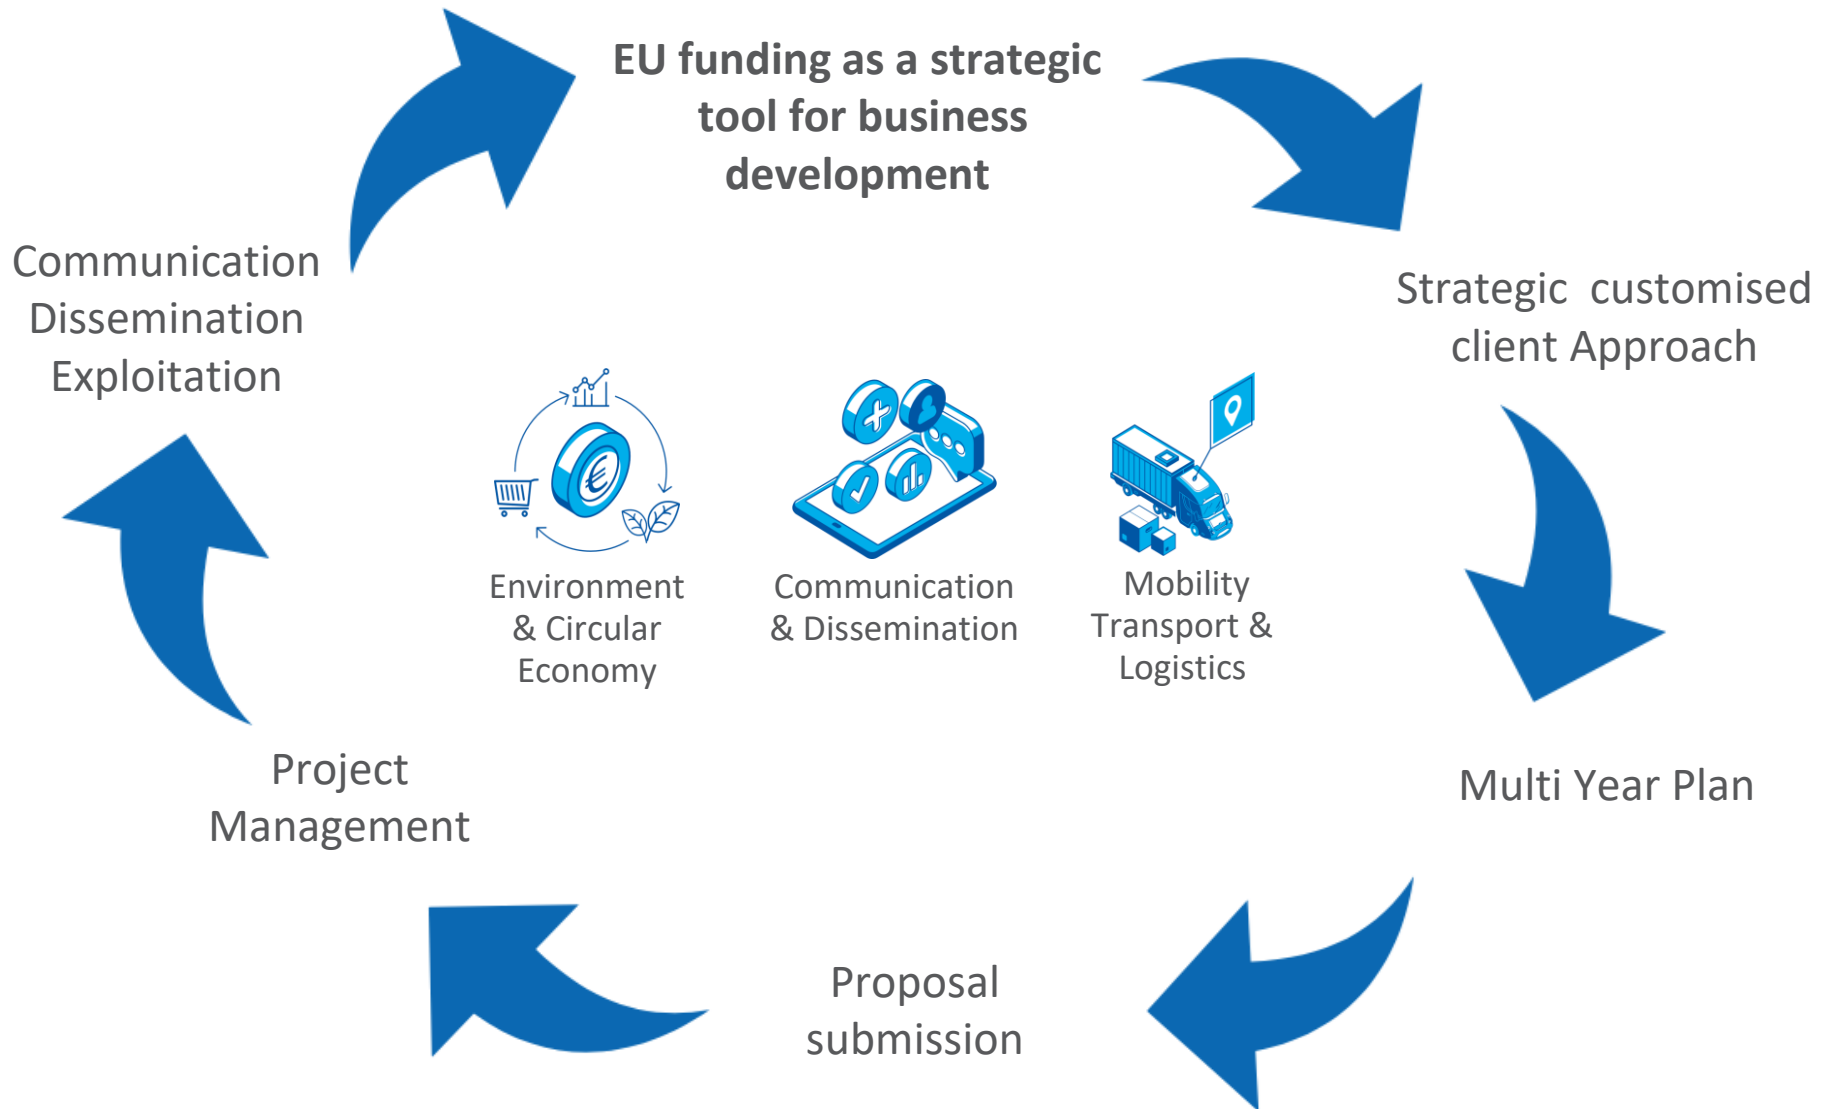 EU funding as a strategic
tool for business
development
Strategic customised
client Approach
Multi Year Plan
Proposal
submission
Project
Management
Communication
Dissemination
Exploitation
Environment
& Circular
Economy
Communication
& Dissemination
Mobility
Transport &
Logistics
€